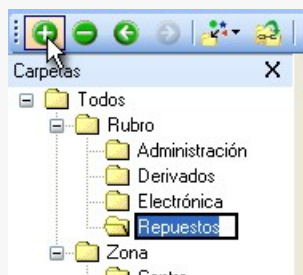 Carpetas
Todos
Rubro
Administración
Derivados
Electrónica
Repuestos
Zona